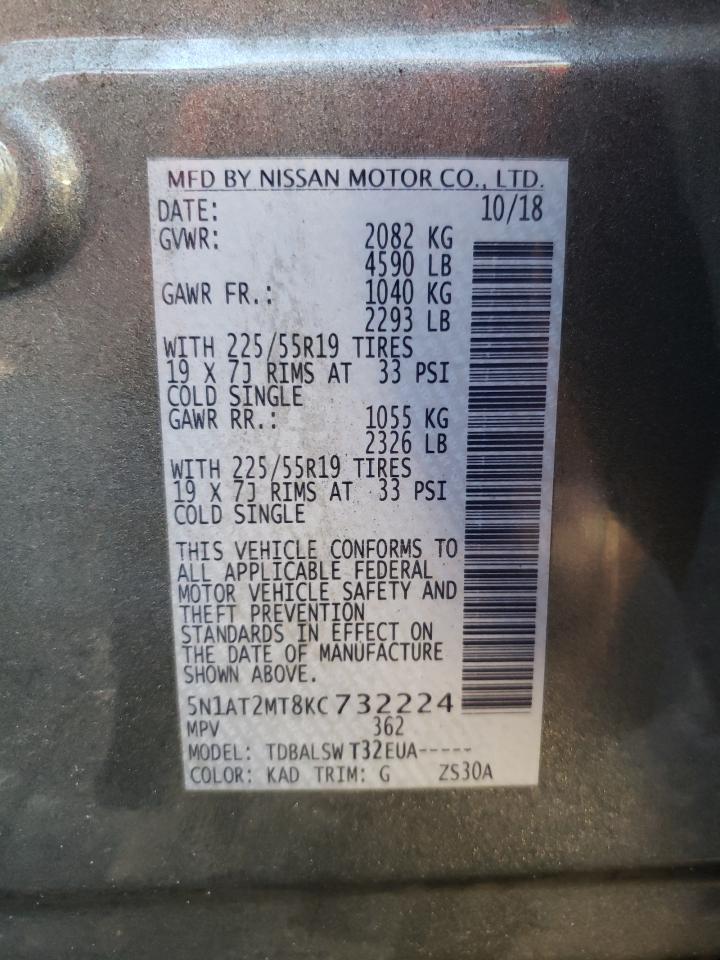 MFD BY NISSAN MOTOR CO., LTD.
DATE: 10/18
GVWR: 2082 KG
4590 LB
GAWR FR.: 1040 KG
2293 LB
WITH 225/55R19 TIRES
19 X 7J RIMS AT 33 PSI
COLD SINGLE
GAWR RR.: 1055 KG
2326 LB
WITH 225/55R19 TIRES
19 X 7J RIMS AT 33 PSI
COLD SINGLE
THIS VEHICLE CONFORMS TO
ALL APPLICABLE FEDERAL
MOTOR VEHICLE SAFETY AND
THEFT PREVENTION
STANDARDS IN EFFECT ON
THE DATE OF MANUFACTURE
SHOWN ABOVE.
5N1AT2MT8KC732224
MPV 362
MODEL: TDBALSW T32EUA-----
COLOR: KAD TRIM: G ZS30A